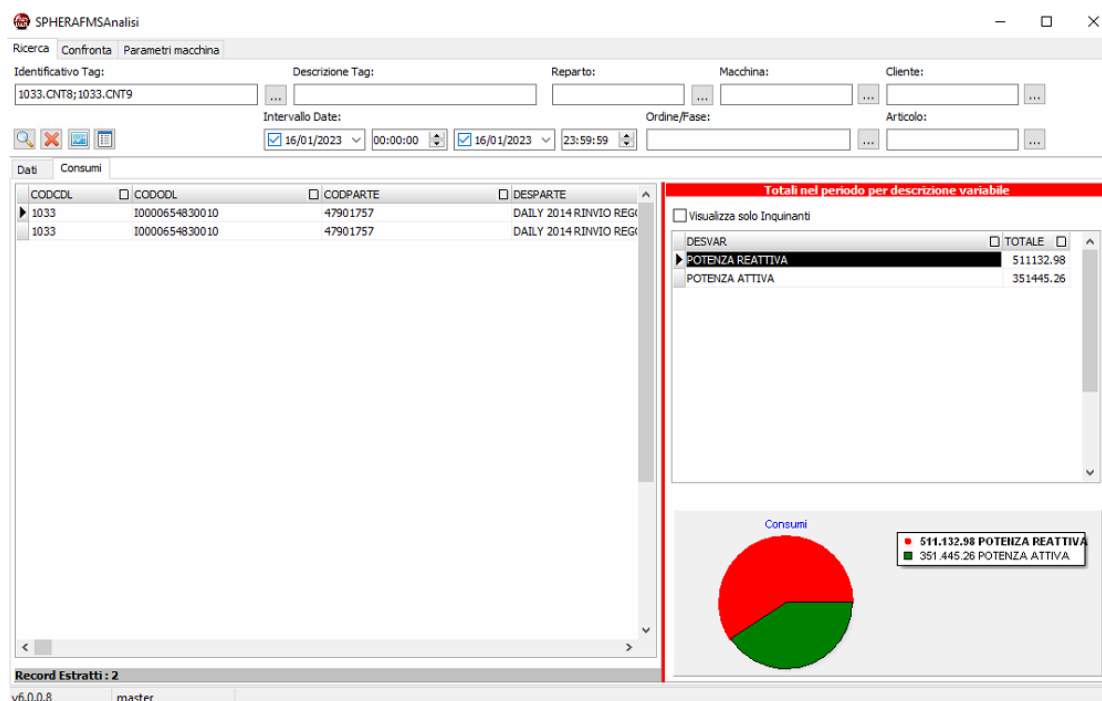 SPHERAFMSAnalisi
Ricerca Confronta Parametri macchina
Identificativo Tag: Descrizione Tag: Reparto: Macchina: Cliente:
1033.CNT8;1033.CNT9 ... ... ... ...
Intervallo Date: Ordine/Fase: Articolo:
16/01/2023 00:00:00 16/01/2023 23:59:59 ... ...
Dati Consumi
CODCDL CODODL CODPARTE DESPARTE
1033 I0000654830010 47901757 DAILY 2014 RINVIO REG(
1033 I0000654830010 47901757 DAILY 2014 RINVIO REG(
Record Estratti : 2
Totali nel periodo per descrizione variabile
Visualizza solo Inquinanti
DESVAR TOTALE
POTENZA REATTIVA 511132.98
POTENZA ATTIVA 351445.26
Consumi
511.132.98 POTENZA REATTIVA
351.445.26 POTENZA ATTIVA
v6.0.0.8 master